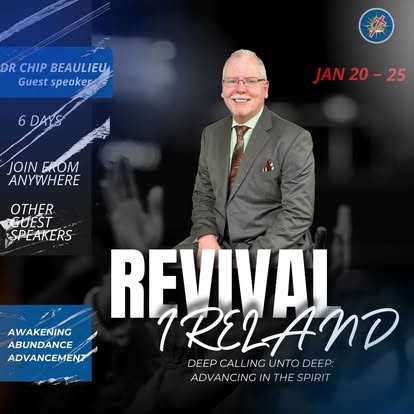 DR CHIP BEAULIEU
Guest speaker
JAN 20 – 25
6 DAYS
JOIN FROM
ANYWHERE
OTHER
GUEST
SPEAKERS
REVIVAL
IRELAND
AWAKENING
ABUNDANCE
ADVANCEMENT
DEEP CALLING UNTO DEEP:
ADVANCING IN THE SPIRIT